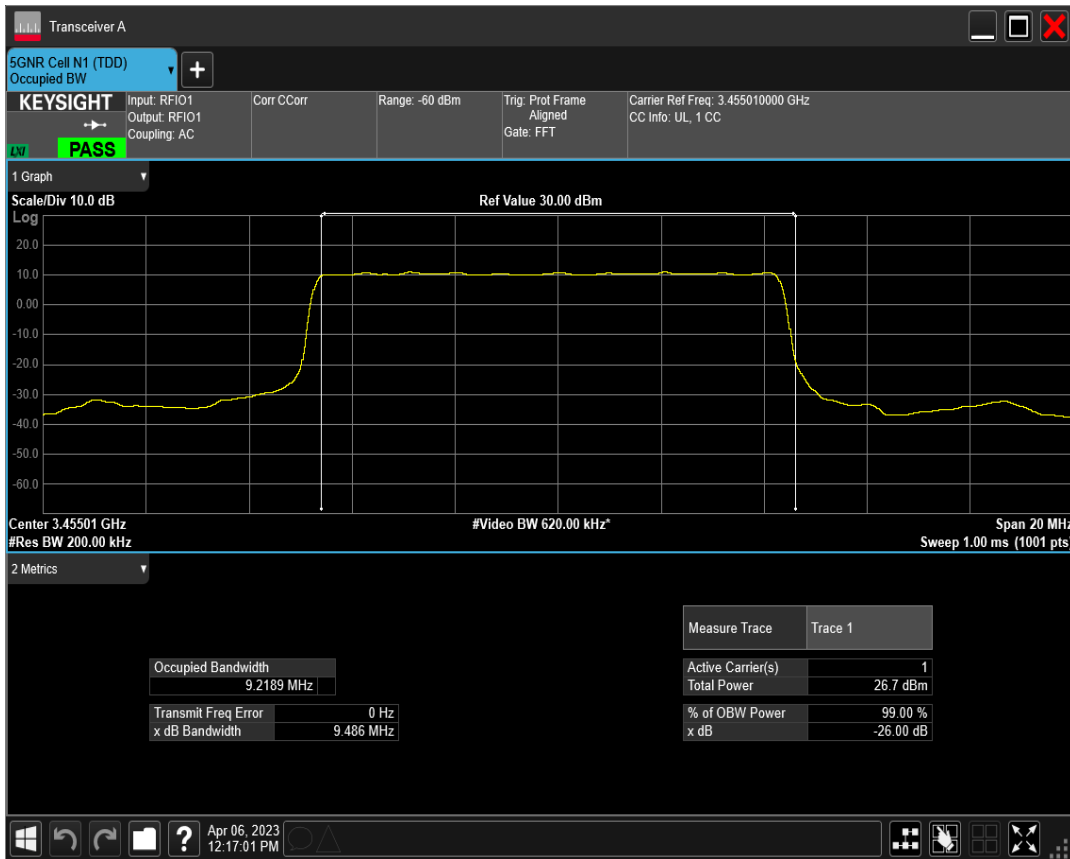 Transceiver A
5GNR Cell N1 (TDD)
Occupied BW
+
KEYSIGHT
LXI
PASS
Input: RFIO1
Output: RFIO1
Coupling: AC
Corr CCorr
Range: -60 dBm
Trig: Prot Frame
Aligned
Gate: FFT
Carrier Ref Freq: 3.455010000 GHz
CC Info: UL, 1 CC
1 Graph
Scale/Div 10.0 dB
Ref Value 30.00 dBm
Log
20.0
10.0
0.00
-10.0
-20.0
-30.0
-40.0
-50.0
-60.0
Center 3.45501 GHz
#Video BW 620.00 kHz*
Span 20 MHz
#Res BW 200.00 kHz
Sweep 1.00 ms (1001 pts)
2 Metrics
Measure Trace Trace 1
Occupied Bandwidth
9.2189 MHz
Active Carrier(s) 1
Total Power 26.7 dBm
Transmit Freq Error 0 Hz
x dB Bandwidth 9.486 MHz
% of OBW Power 99.00 %
x dB -26.00 dB
?
Apr 06, 2023
12:17:01 PM